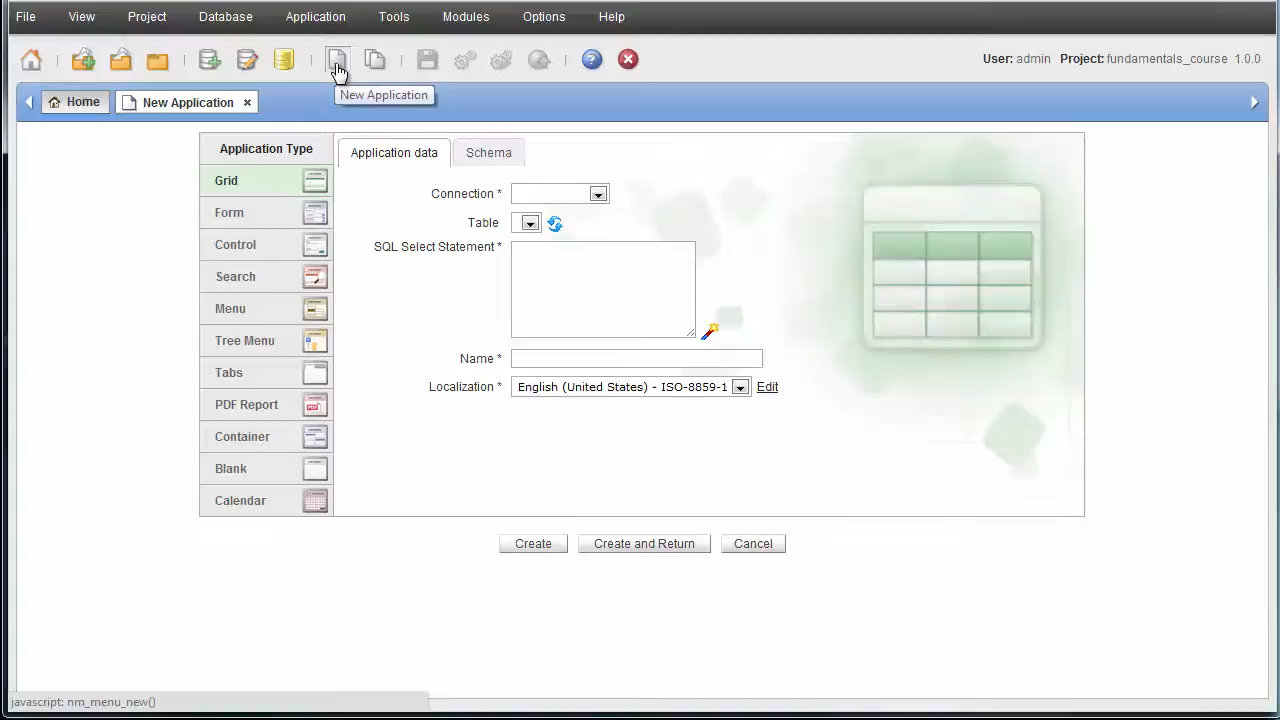 File View Project Database Application Tools Modules Options Help
User: admin Project: fundamentals_course 1.0.0
New Application
Home New Application ×
Application Type
Grid
Form
Control
Search
Menu
Tree Menu
Tabs
PDF Report
Container
Blank
Calendar
Application data Schema
Connection *
Table
SQL Select Statement *
Name *
Localization * English (United States) - ISO-8859-1 Edit
Create Create and Return Cancel
javascript: nm_menu_new()